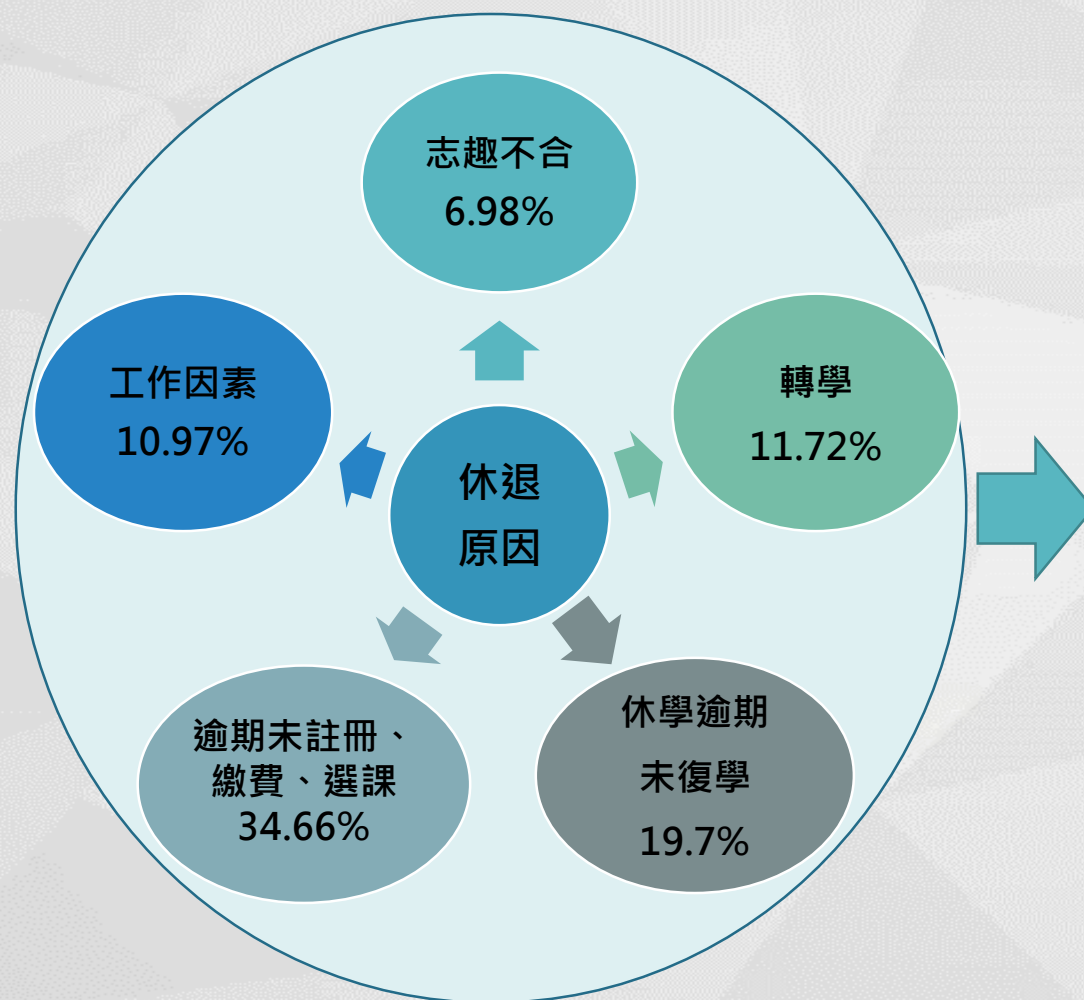 志趣不合
6.98%
工作因素
10.97%
轉學
11.72%
休退
原因
逾期未註冊、
繳費、選課
34.66%
休學逾期
未復學
19.7%